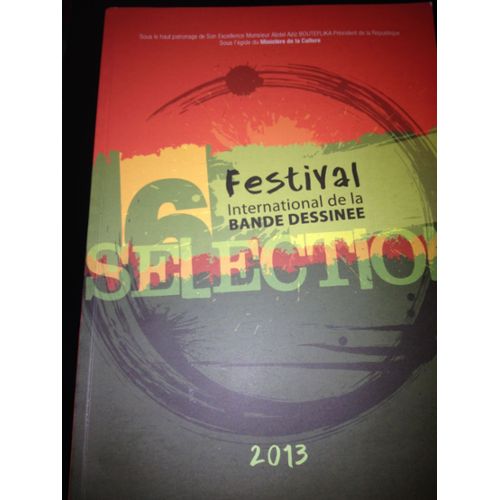 Sous le haut patronage de Son Excellence Monsieur Abdel Aziz BOUTEFLIKA Président de la République
Sous l'égide du Ministère de la Culture
6
Festival
International de la
BANDE DESSINEE
SELECTIO
2013